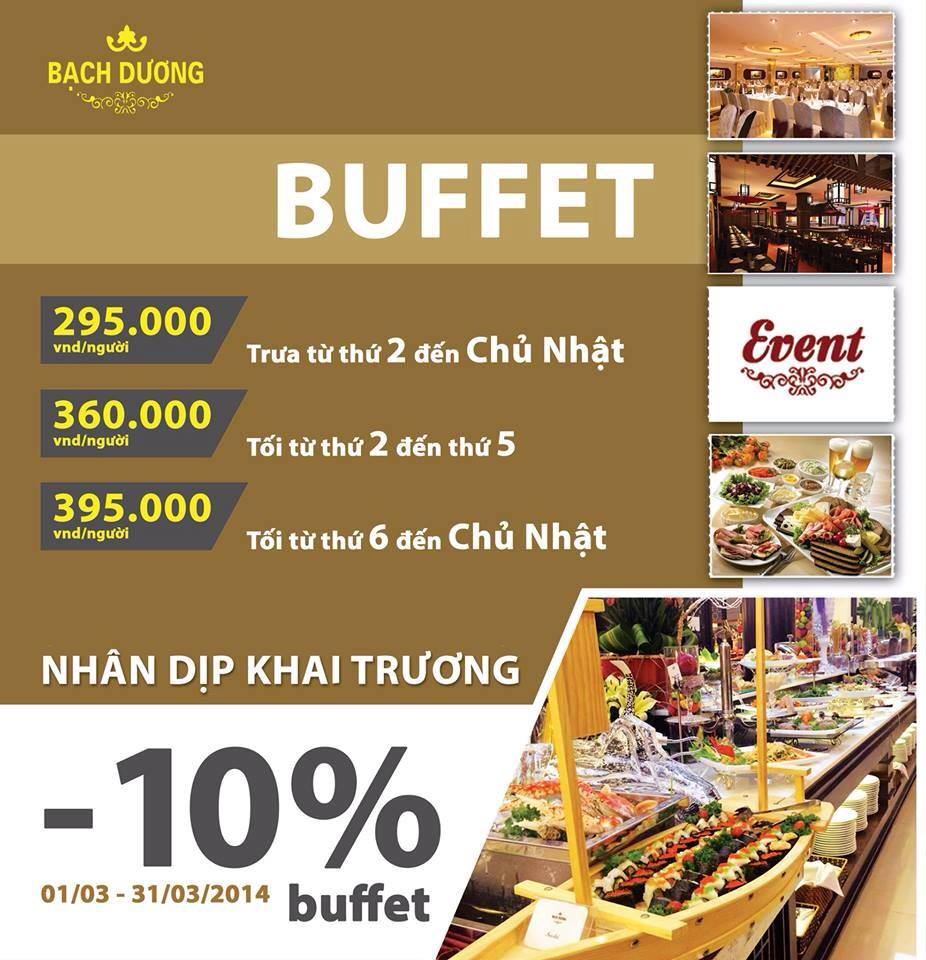 BẠCH DƯƠNG
BUFFET
295.000
vnd/người
Trưa từ thứ 2 đến Chủ Nhật
360.000
vnd/người
Tối từ thứ 2 đến thứ 5
395.000
vnd/người
Tối từ thứ 6 đến Chủ Nhật
Event
NHÂN DỊP KHAI TRƯƠNG
-10%
01/03 - 31/03/2014
buffet